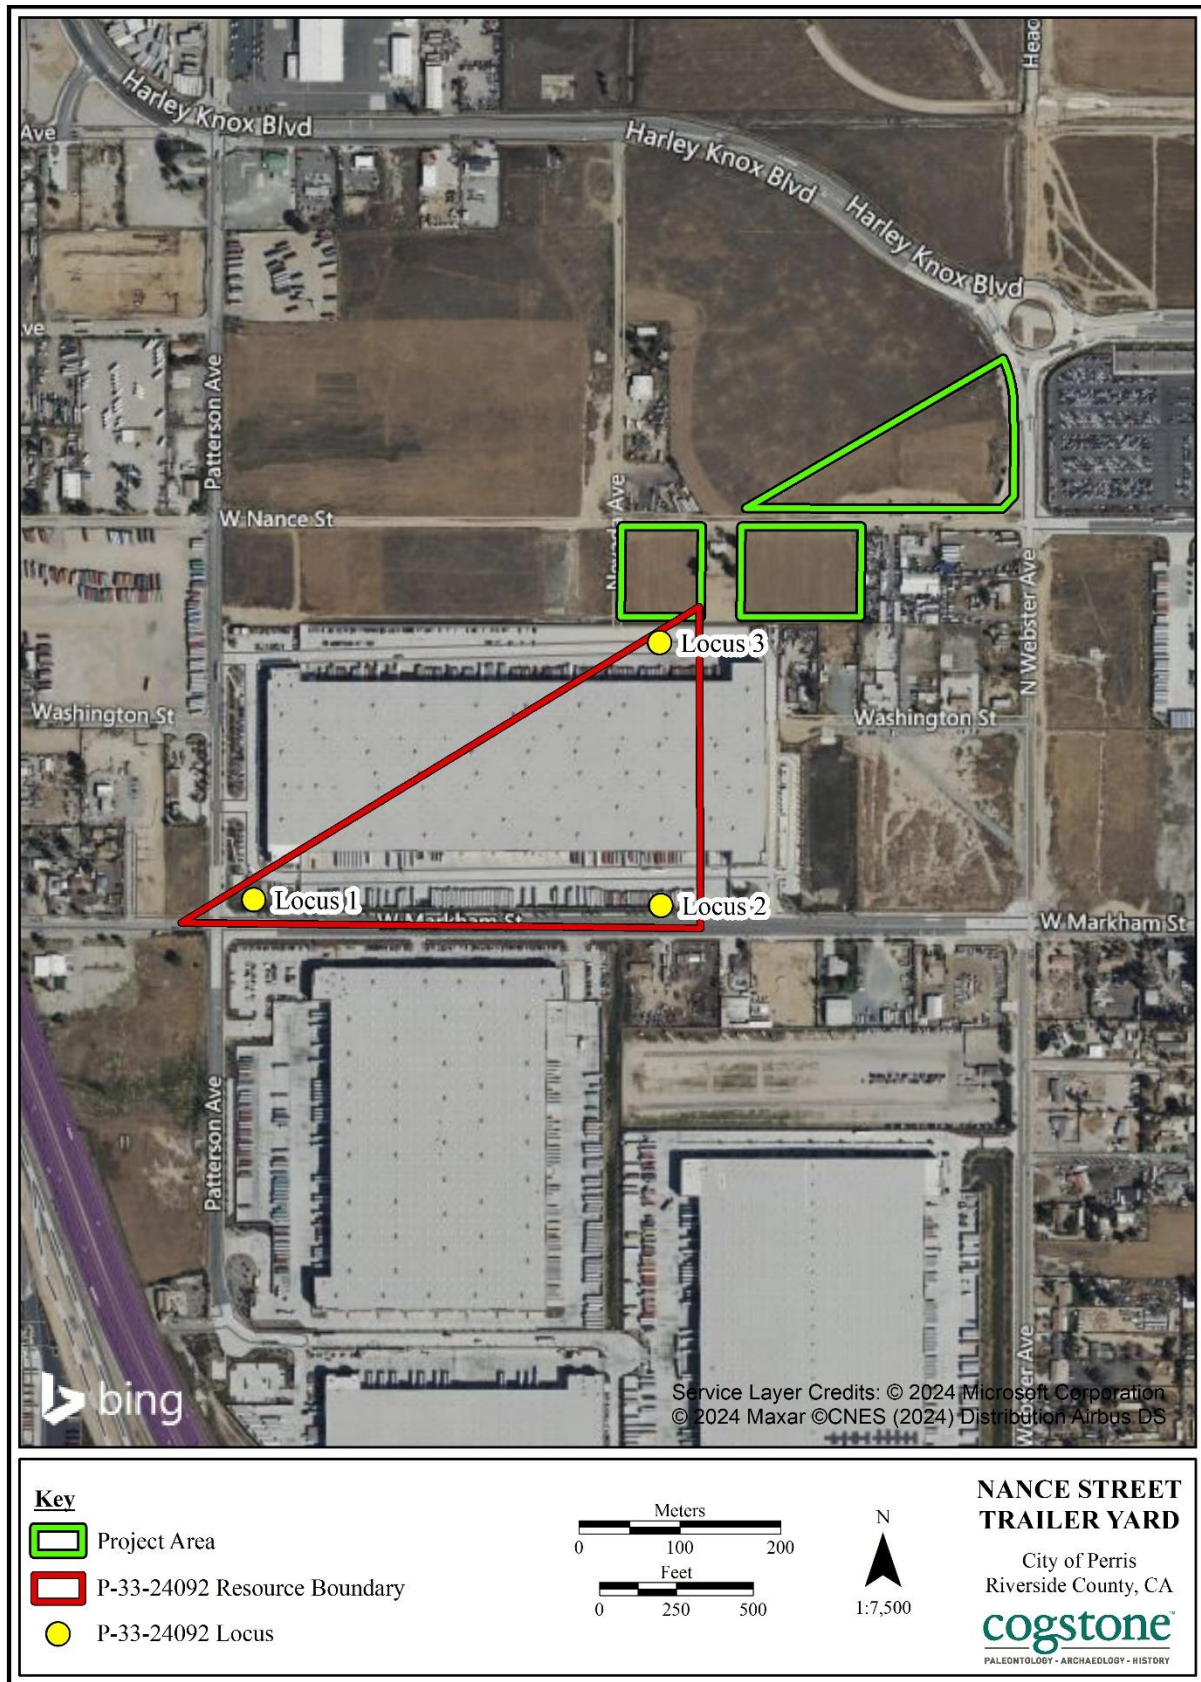 Head
Harley Knox Blvd
Ave
Harley Knox Blvd
Harley Knox Blvd
ve
Patterson Ave
W Nance St
Nevada Ave
N Webster Ave
Locus 3
Washington St
Washington St
Locus 1
W Markham St
Locus 2
W Markham St
Patterson Ave
Webster Ave
bing
Service Layer Credits: © 2024 Microsoft Corporation
© 2024 Maxar ©CNES (2024) Distribution Airbus DS
Key
Project Area
P-33-24092 Resource Boundary
P-33-24092 Locus
Meters
0 100 200
Feet
0 250 500
N
1:7,500
NANCE STREET
TRAILER YARD
City of Perris
Riverside County, CA
cogstone
PALEONTOLOGY - ARCHAEOLOGY - HISTORY